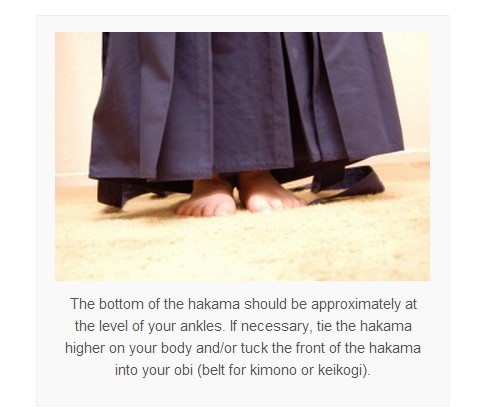 The bottom of the hakama should be approximately at
the level of your ankles. If necessary, tie the hakama
higher on your body and/or tuck the front of the hakama
into your obi (belt for kimono or keikogi).